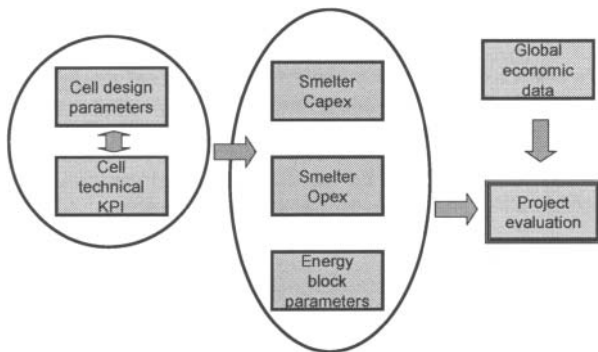 Cell design
parameters
Cell
technical
KPI
Smelter
Capex
Smelter
Opex
Energy
block
parameters
Global
economic
data
Project
evaluation